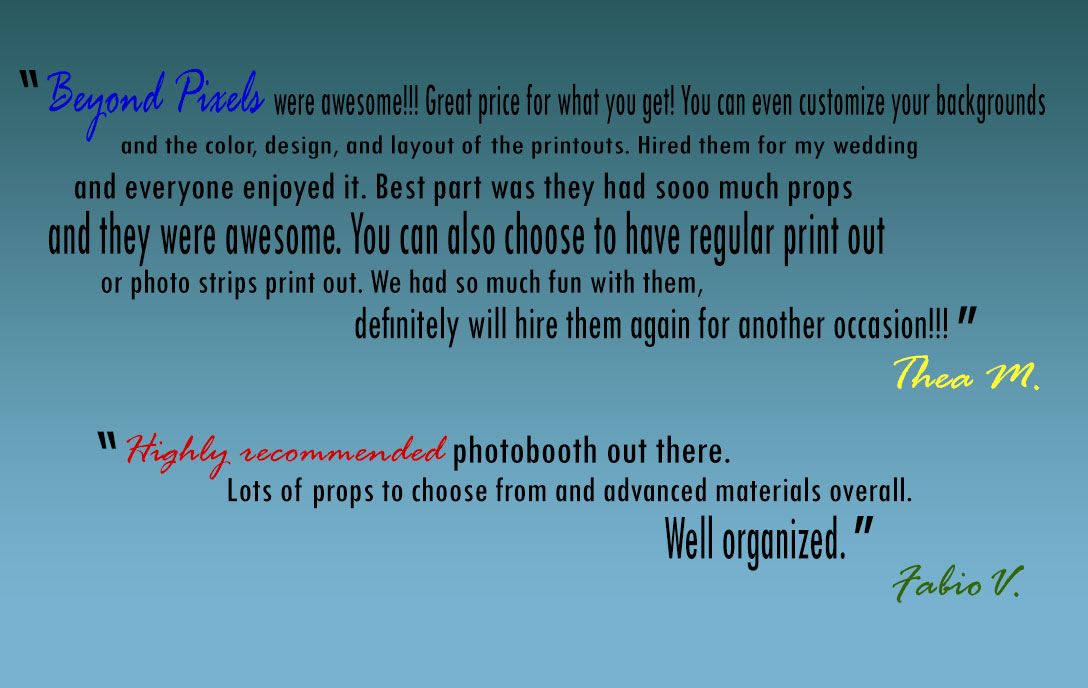 “ Beyond Pixels were awesome!!! Great price for what you get! You can even customize your backgrounds
and the color, design, and layout of the printouts. Hired them for my wedding
and everyone enjoyed it. Best part was they had sooo much props
and they were awesome. You can also choose to have regular print out
or photo strips print out. We had so much fun with them,
definitely will hire them again for another occasion!!! ”
Thea M.
“ Highly recommended photobooth out there.
Lots of props to choose from and advanced materials overall.
Well organized. ”
Fabio V.